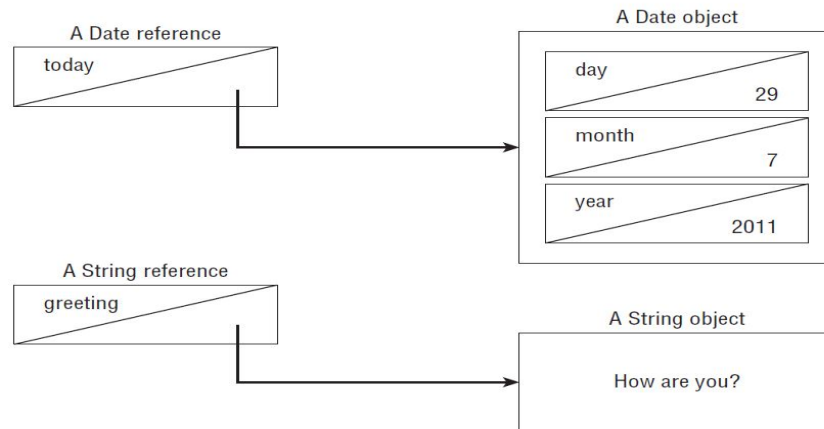 A Date reference
today
A Date object
day
29
month
7
year
2011
A String reference
greeting
A String object
How are you?